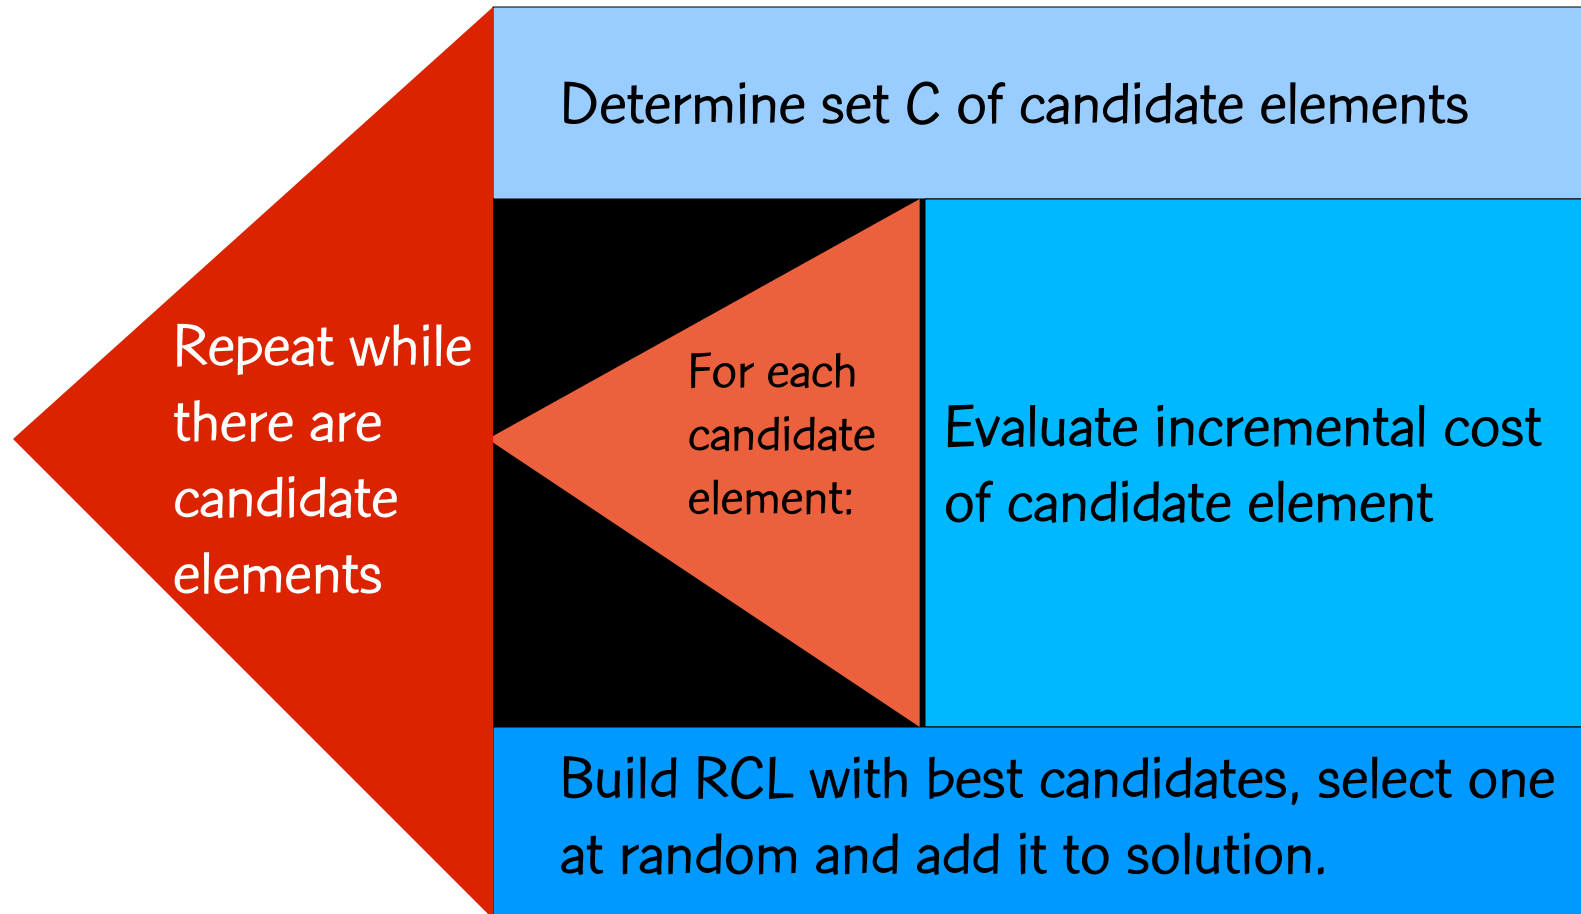 Determine set C of candidate elements
Repeat while
there are
candidate
elements
For each
candidate
element:
Evaluate incremental cost
of candidate element
Build RCL with best candidates, select one
at random and add it to solution.